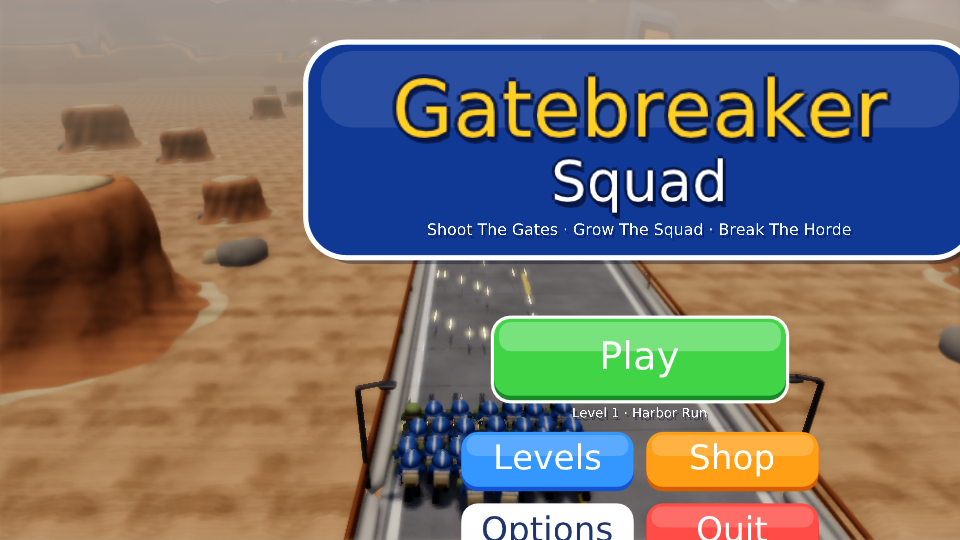 Gatebreaker
Squad
Shoot The Gates · Grow The Squad · Break The Horde
Play
Level 1 · Harbor Run
Levels
Shop
Options
Quit